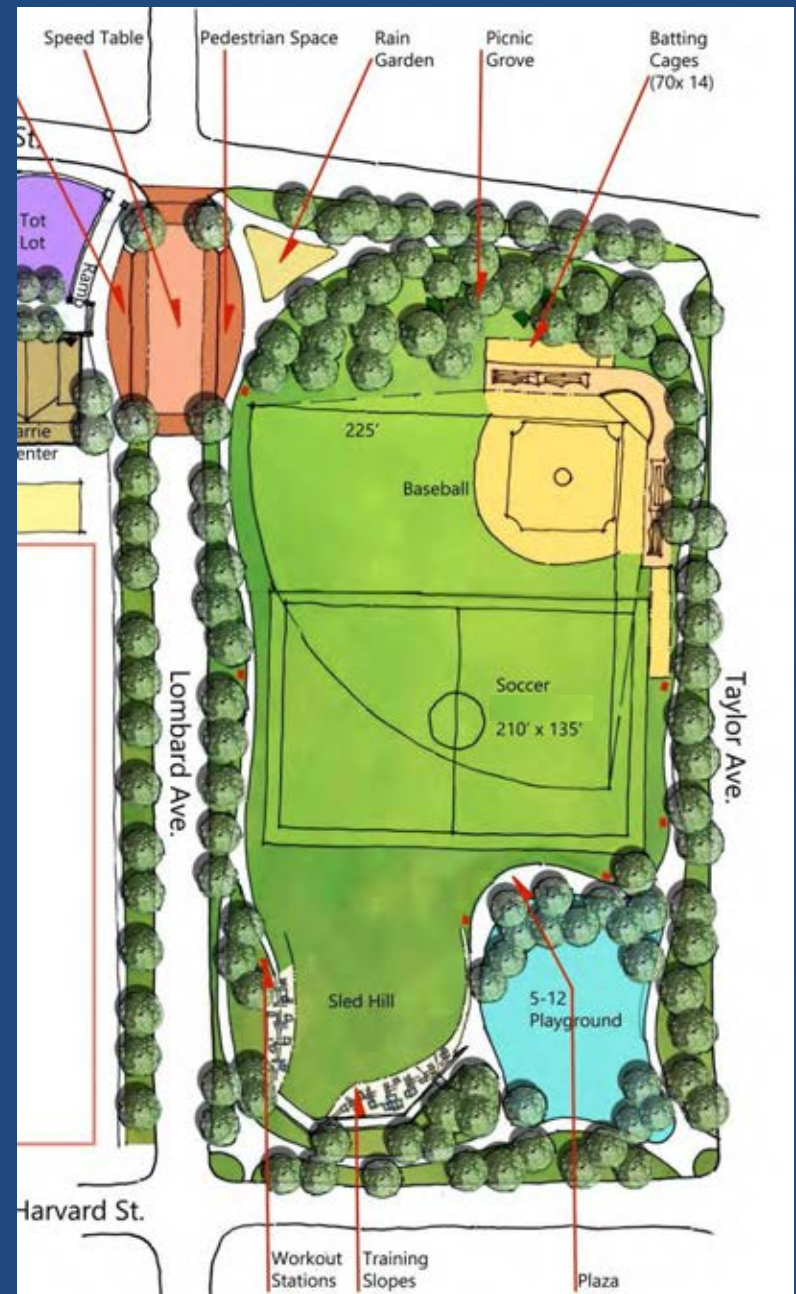 Speed Table
Pedestrian Space
Rain
Garden
Picnic
Grove
Batting
Cages
(70x 14)
St.
Tot
Lot
Ramp
arrie
enter
225'
Baseball
Soccer
210' x 135'
Lombard Ave.
Taylor Ave.
Sled Hill
5-12
Playground
Harvard St.
Workout
Stations
Training
Slopes
Plaza